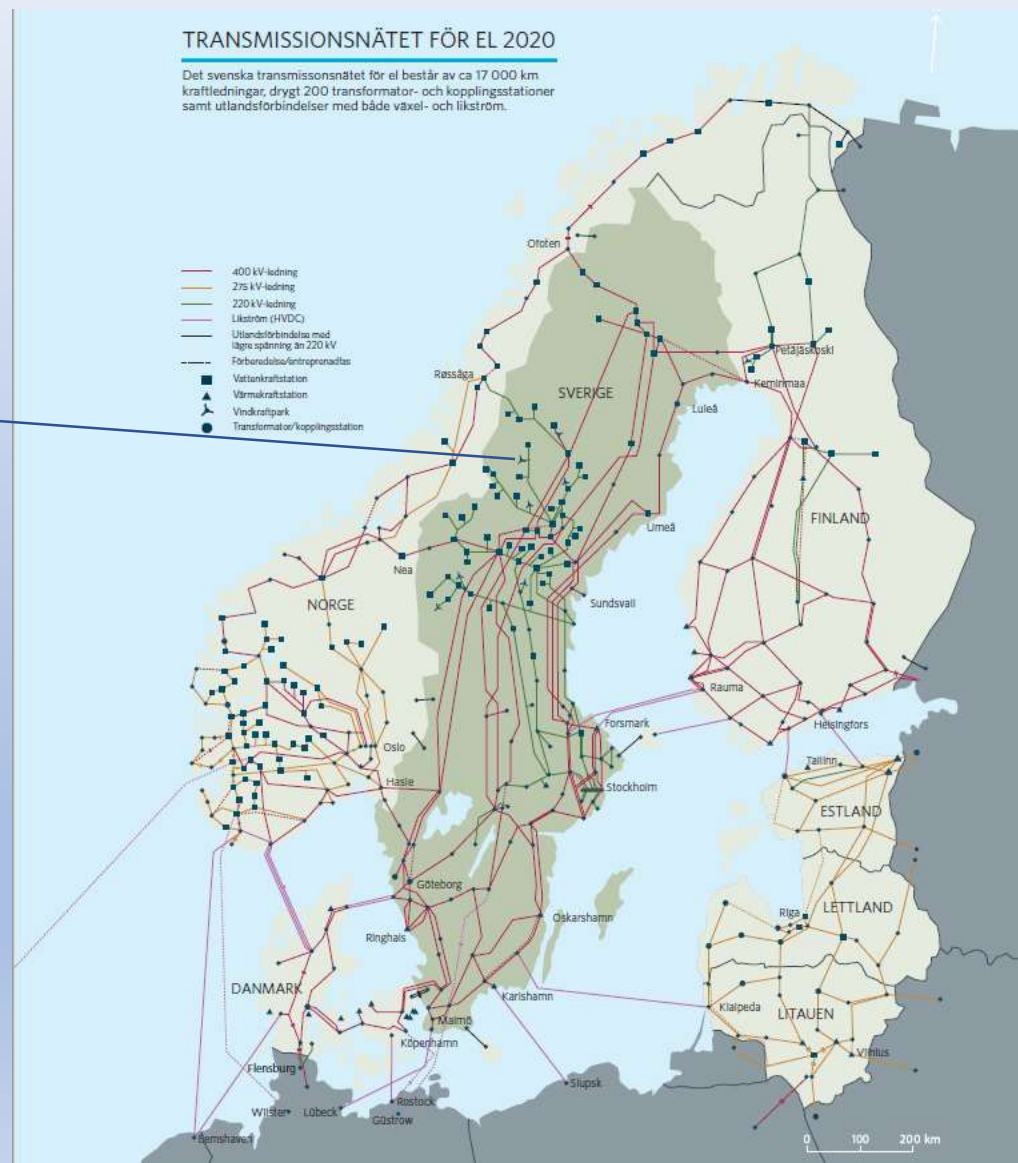 TRANSMISSIONSNÄTET FÖR EL 2020
Det svenska transmissonsnätet för el består av ca 17 000 km
kraftledningar, drygt 200 transformator- och kopplingsstationer
samt utlandsförbindelser med både växel- och likström.
400 kV-ledning
275 kV-ledning
220 kV-ledning
Likström (HVDC)
Utlandsförbindelse med
lägre spänning än 220 kV
Förberedelse/entreprenadfas
Vattenkraftstation
Värmekraftstation
Vindkraftpark
Transformator/kopplingsstation
Ofoten
Røssåga
SVERIGE
Petäjäskoski
Keminmaa
Luleå
FINLAND
Umeå
Nea
NORGE
Sundsvall
Rauma
Forsmark
Helsingfors
Oslo
Tallinn
Hasle
Stockholm
ESTLAND
Göteborg
LETTLAND
Riga
Oskarshamn
Ringhals
DANMARK
Karlshamn
Klaipeda
LITAUEN
Malmö
Köpenhamn
Vilnius
Flensburg
Slupsk
Rostock
Wilster
Lübeck
Güstrow
0 100 200 km